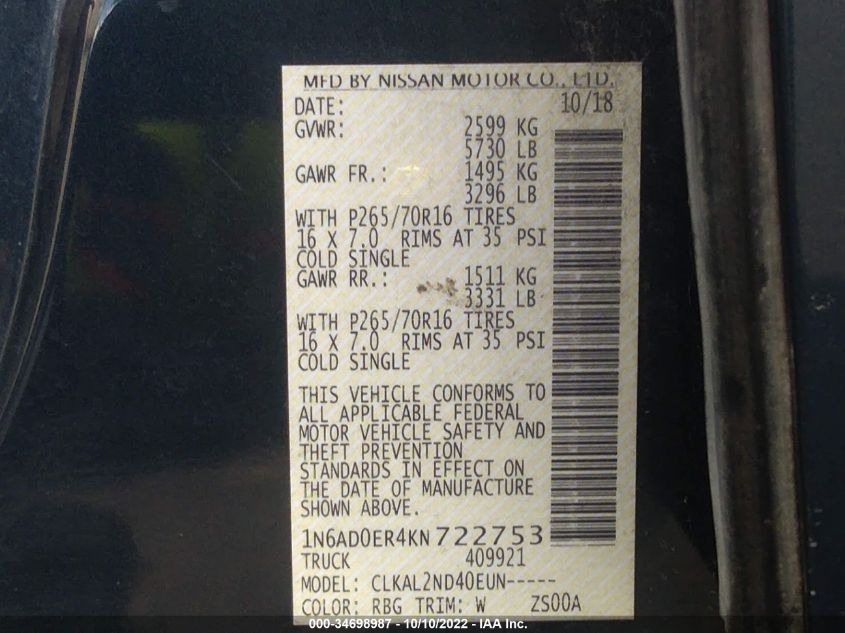 MFD BY NISSAN MOTOR CO., LTD.
DATE: 10/18
GVWR: 2599 KG
5730 LB
GAWR FR.: 1495 KG
3296 LB
WITH P265/70R16 TIRES
16 X 7.0 RIMS AT 35 PSI
COLD SINGLE
GAWR RR.: 1511 KG
3331 LB
WITH P265/70R16 TIRES
16 X 7.0 RIMS AT 35 PSI
COLD SINGLE
THIS VEHICLE CONFORMS TO
ALL APPLICABLE FEDERAL
MOTOR VEHICLE SAFETY AND
THEFT PREVENTION
STANDARDS IN EFFECT ON
THE DATE OF MANUFACTURE
SHOWN ABOVE.
1N6AD0ER4KN722753
TRUCK 409921
MODEL: CLKAL2ND40EUN-----
COLOR: RBG TRIM: W ZS00A
000-34698987 - 10/10/2022 - IAA Inc.